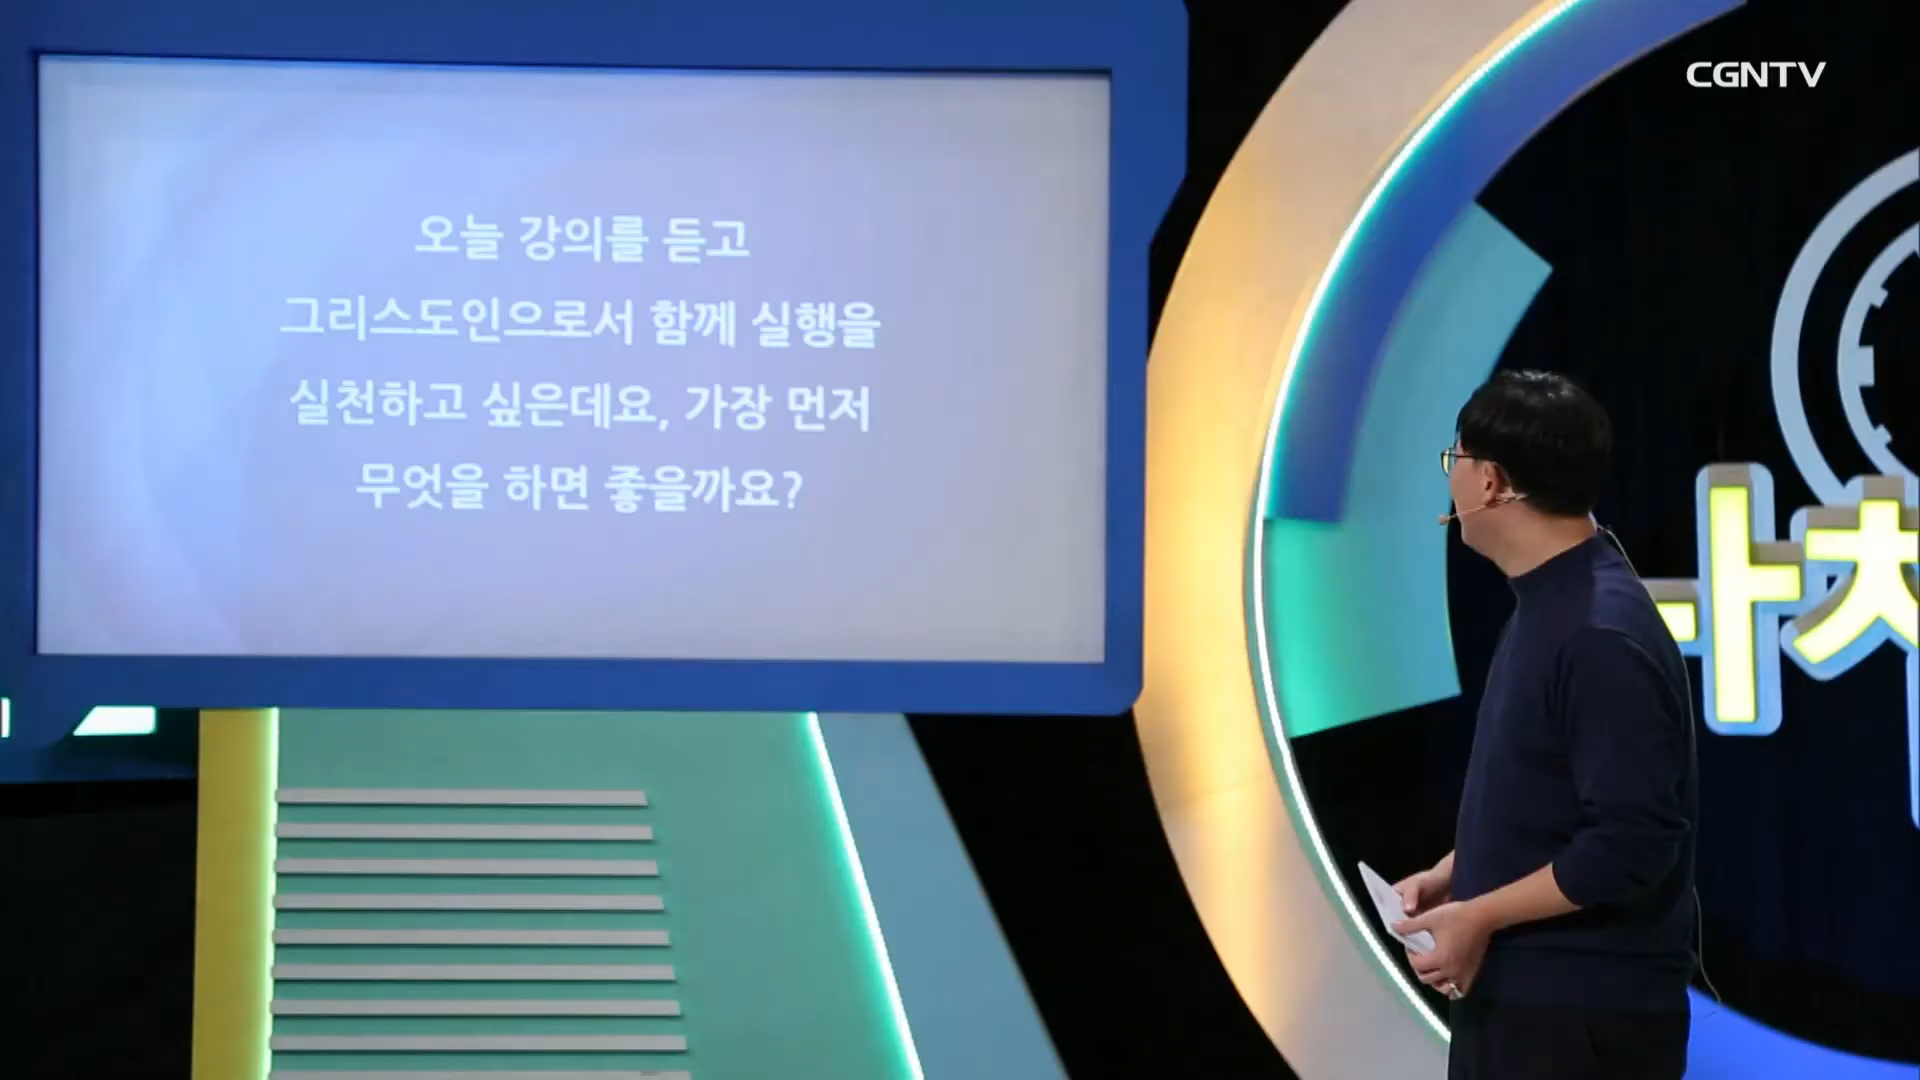 CGNTV
오늘 강의를 듣고
그리스도인으로서 함께 실행을
실천하고 싶은데요, 가장 먼저
무엇을 하면 좋을까요?